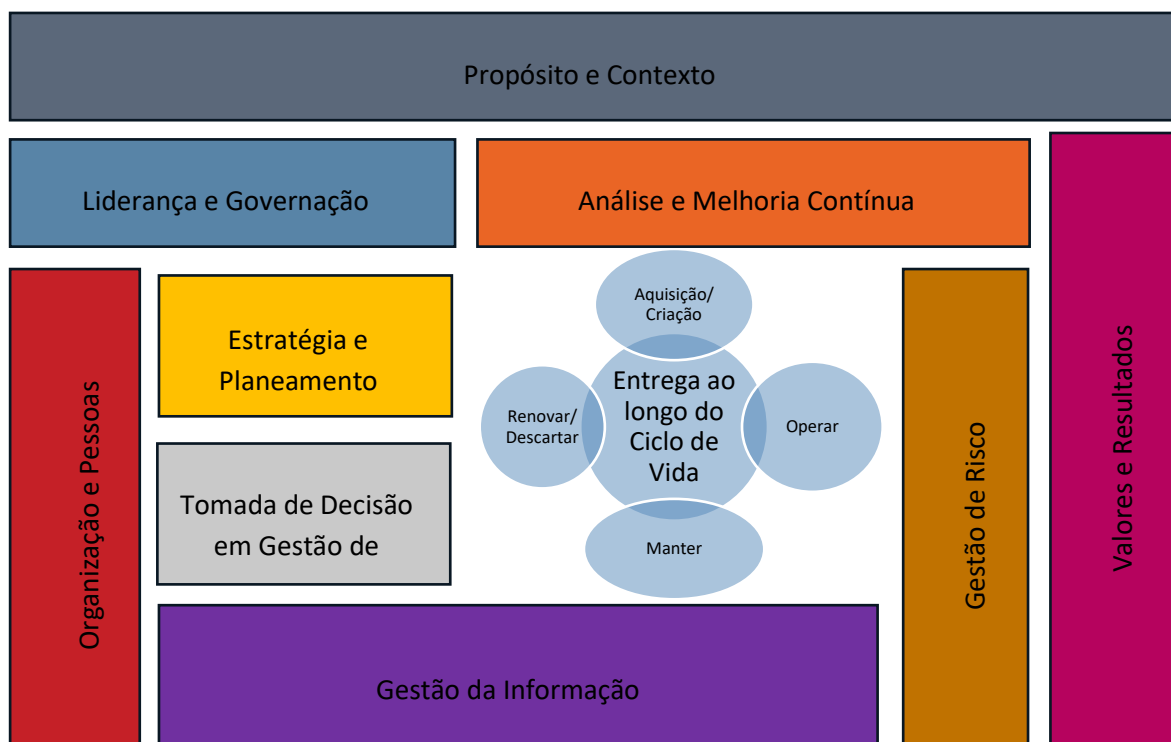 Propósito e Contexto
Liderança e Governação
Análise e Melhoria Contínua
Organização e Pessoas
Estratégia e
Planeamento
Tomada de Decisão
em Gestão de
Aquisição/
Criação
Entrega ao
longo do
Ciclo de
Vida
Renovar/
Descartar
Operar
Manter
Gestão de Risco
Valores e Resultados
Gestão da Informação